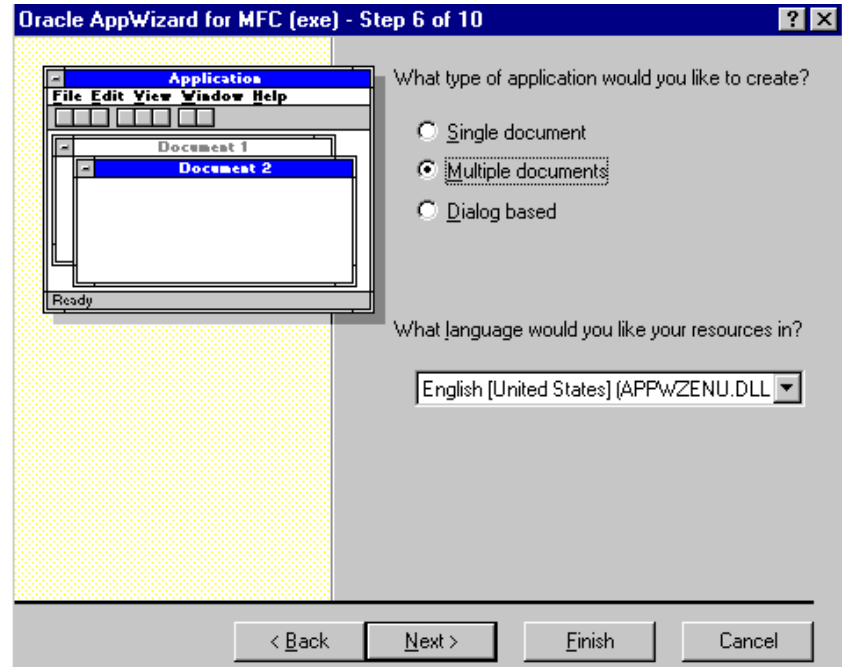 Oracle AppWizard for MFC (exe) - Step 6 of 10
Application
File Edit View Window Help
Document 1
Document 2
Ready
What type of application would you like to create?
Single document
Multiple documents
Dialog based
What language would you like your resources in?
English [United States] (APPWZENU.DLL
< Back Next > Finish Cancel